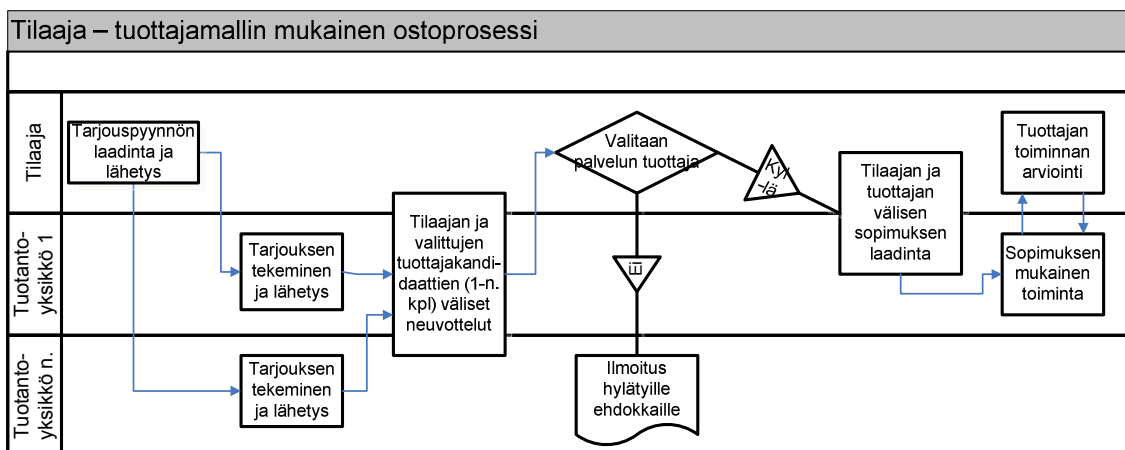 Tilaaja – tuottajamallin mukainen ostoprosessi
Tilaaja
Tarjouspyynnön
laadinta ja
lähetys
Valitaan
palvelun tuottaja
Kyl
-lä
Tilaajan ja
tuottajan
välisen
sopimuksen
laadinta
Tuottajan
toiminnan
arviointi
Tuotanto-
yksikkö 1
Tarjouksen
tekeminen
ja lähetys
Tilaajan ja
valittujen
tuottajakandi-
daattien (1-n.
kpl) väliset
neuvottelut
Ei
Sopimuksen
mukainen
toiminta
Tuotanto-
yksikkö n.
Tarjouksen
tekeminen
ja lähetys
Ilmoitus
hylätyille
ehdokkaille